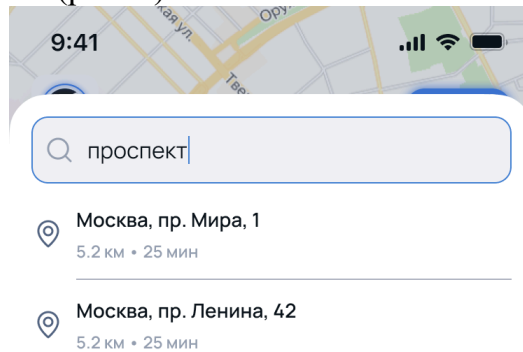 9:41
проспект
Москва, пр. Мира, 1
5.2 км • 25 мин
Москва, пр. Ленина, 42
5.2 км • 25 мин